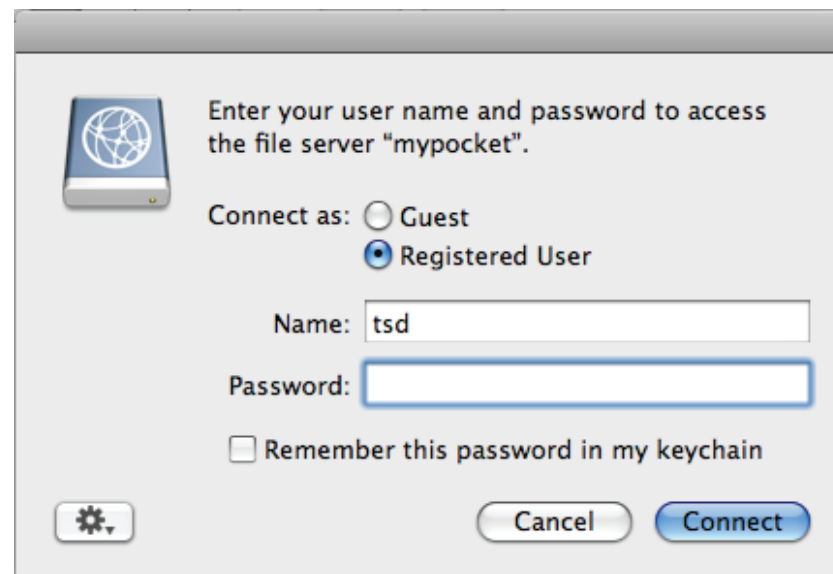 Enter your user name and password to access
the file server “mypocket”.
Connect as: Guest
Registered User
Name: tsd
Password:
Remember this password in my keychain
Cancel Connect